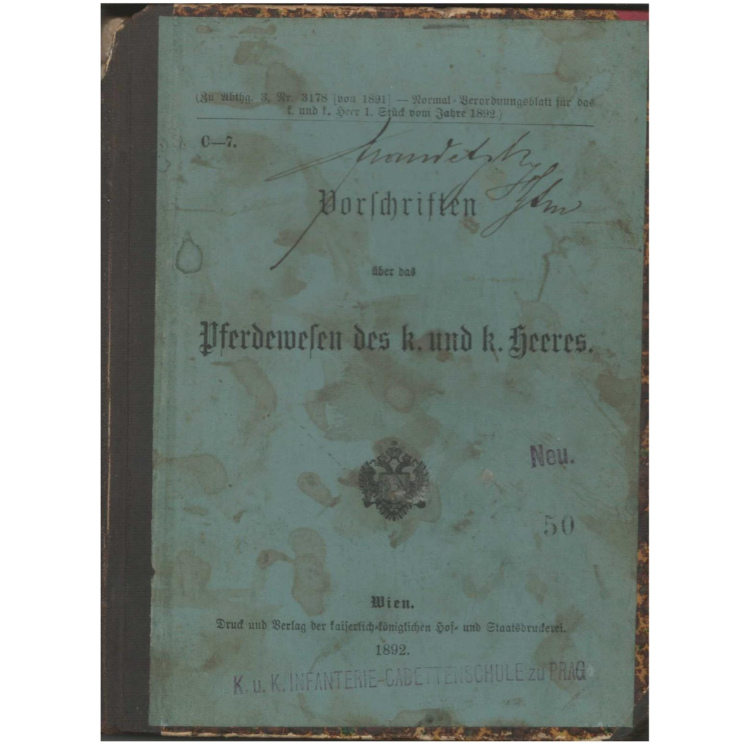 (Zu Abthg. 3, Nr. 3178 [von 1891] — Normal-Verordnungsblatt für das
k. und k. Heer 1. Stück vom Jahre 1892.)
C—7.
Vorschriften
über das
Pferdewesen des k. und k. Heeres.
Neu.
50
Wien.
Druck und Verlag der kaiserlich-königlichen Hof- und Staatsdruckerei.
1892.
K. u. K. INFANTERIE-CADETTENSCHULE zu PRAG